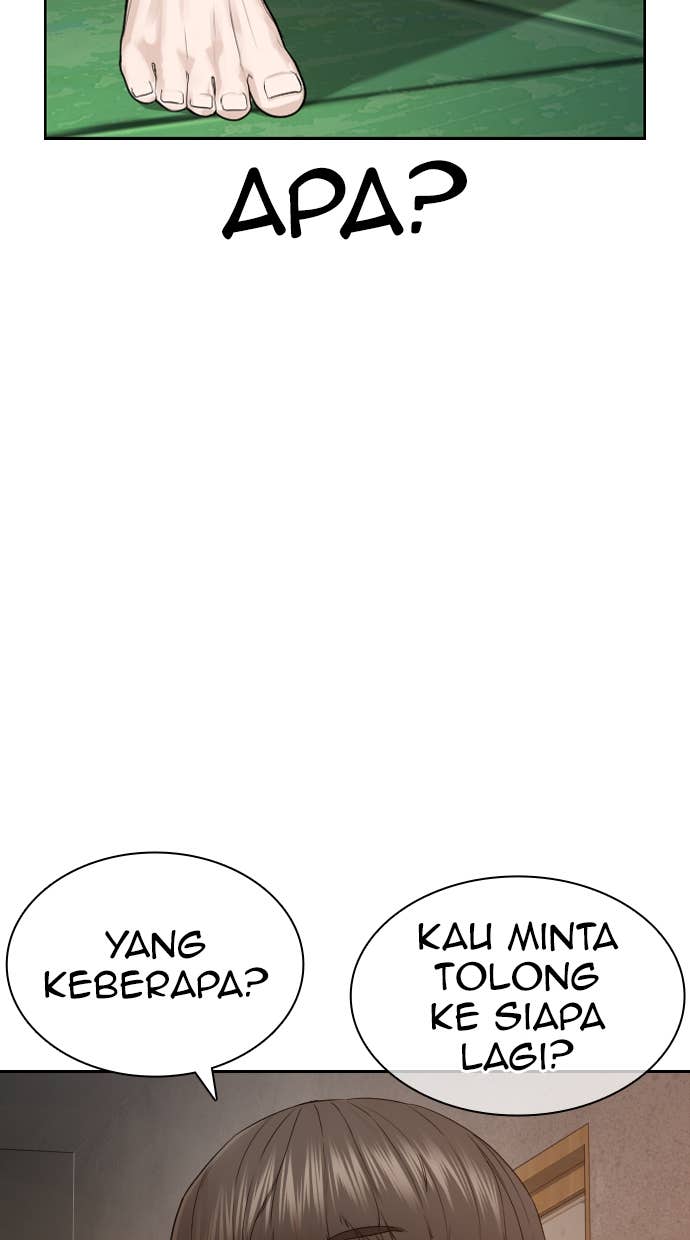 APA?
YANG
KEBERAPA?
KAU MINTA
TOLONG
KE SIAPA
LAGI?